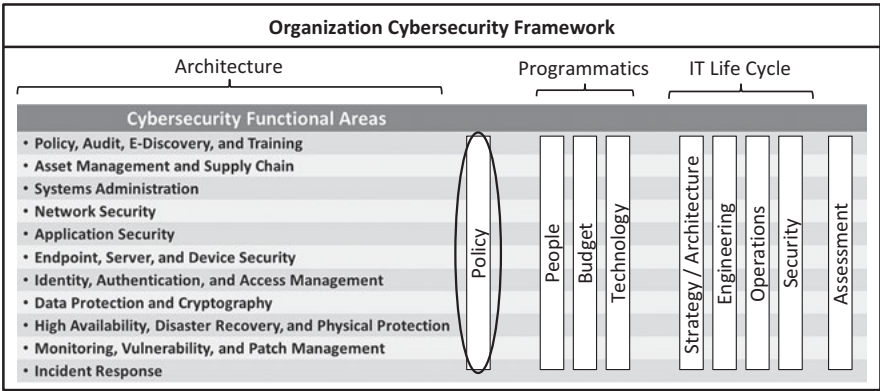 Organization Cybersecurity Framework
Architecture
Programmatics
IT Life Cycle
Cybersecurity Functional Areas
• Policy, Audit, E-Discovery, and Training
• Asset Management and Supply Chain
• Systems Administration
• Network Security
• Application Security
• Endpoint, Server, and Device Security
• Identity, Authentication, and Access Management
• Data Protection and Cryptography
• High Availability, Disaster Recovery, and Physical Protection
• Monitoring, Vulnerability, and Patch Management
• Incident Response
Policy
People
Budget
Technology
Strategy / Architecture
Engineering
Operations
Security
Assessment